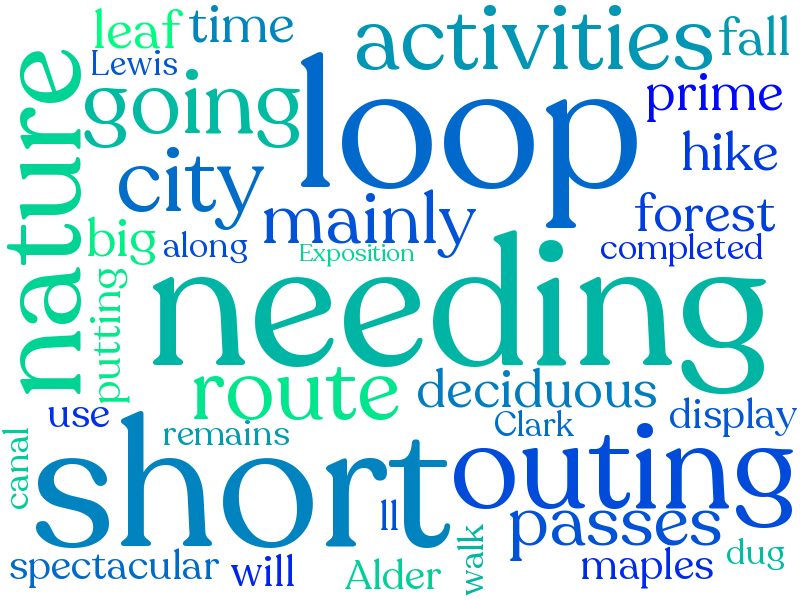 leaf
time
activities
fall
Lewis
nature
going
loop
prime
hike
city
mainly
forest
big
along
Exposition
completed
needing
putting
route
deciduous
use
remains
Clark
display
canal
short
outing
ll
passes
walk
spectacular
will
Alder
maples
dug